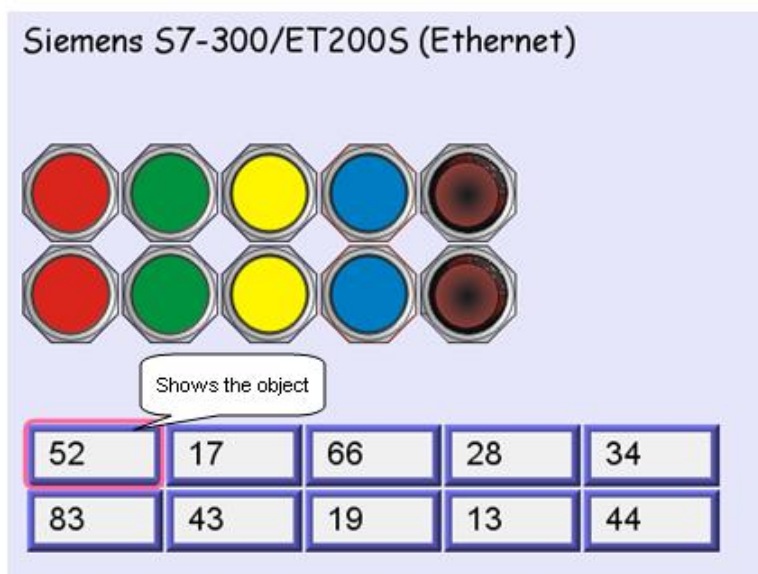 Siemens S7-300/ET200S (Ethernet)
Shows the object
52 17 66 28 34
83 43 19 13 44